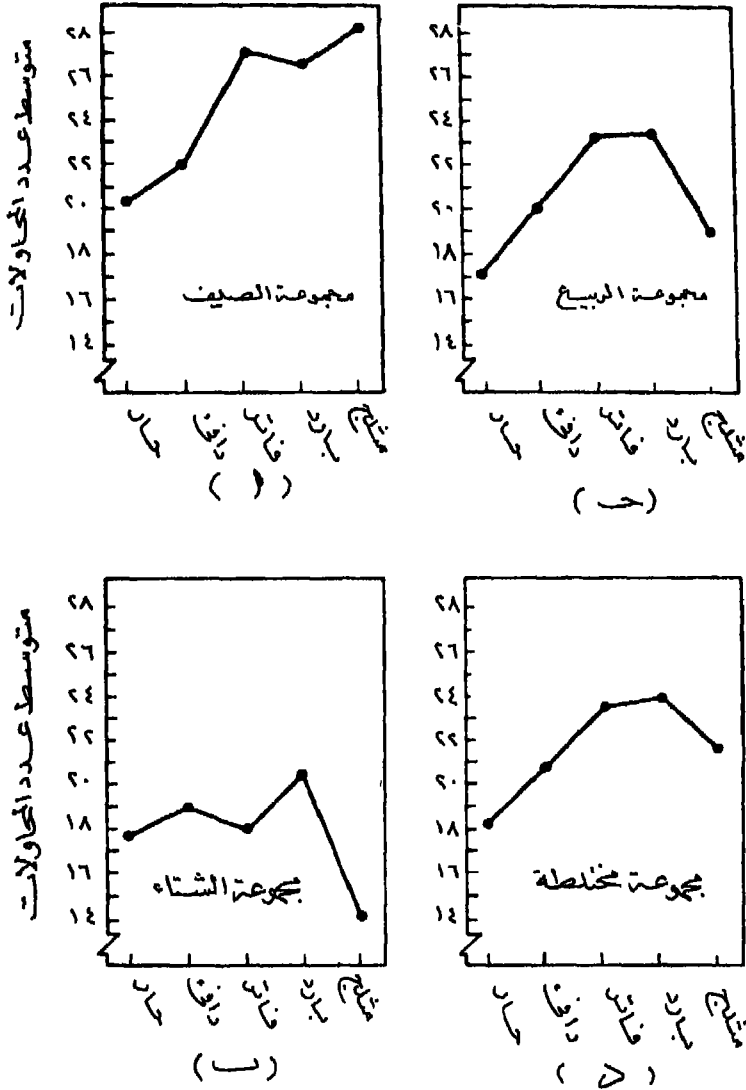 متوسط عدد المحاولات
٢٨
٢٦
٢٤
٢٢
٢٠
١٨
١٦
١٤
مجموعة الصيف
حار
دافئ
فاتر
بارد
مثلج
( أ )
٢٨
٢٦
٢٤
٢٢
٢٠
١٨
١٦
١٤
مجموعة الربيع
حار
دافئ
فاتر
بارد
مثلج
( حـ )
متوسط عدد المحاولات
٢٨
٢٦
٢٤
٢٢
٢٠
١٨
١٦
١٤
مجموعة الشتاء
حار
دافئ
فاتر
بارد
مثلج
( ب )
٢٨
٢٦
٢٤
٢٢
٢٠
١٨
١٦
١٤
مجموعة مختلطة
حار
دافئ
فاتر
بارد
مثلج
( د )